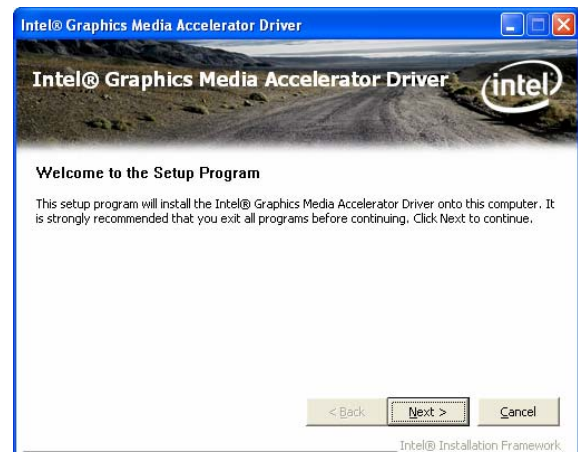 Intel® Graphics Media Accelerator Driver
Intel® Graphics Media Accelerator Driver
intel
Welcome to the Setup Program
This setup program will install the Intel® Graphics Media Accelerator Driver onto this computer. It
is strongly recommended that you exit all programs before continuing. Click Next to continue.
< Back
Next >
Cancel
Intel® Installation Framework